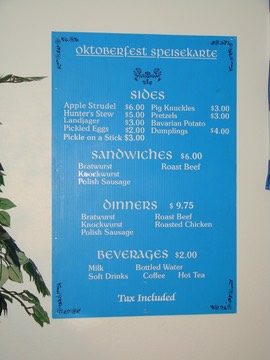 Oktoberfest Speisekarte
Sides
Apple Strudel $6.00 Pig Knuckles $3.00
Hunter's Stew $5.00 Pretzels $3.00
Landjager $3.00 Bavarian Potato
Pickled Eggs $2.00 Dumplings $4.00
Pickle on a Stick $3.00
Sandwiches $6.00
Bratwurst Roast Beef
Knockwurst
Polish Sausage
Dinners $9.75
Bratwurst Roast Beef
Knockwurst Roasted Chicken
Polish Sausage
Beverages $2.00
Milk Bottled Water
Soft Drinks Coffee Hot Tea
Tax Included